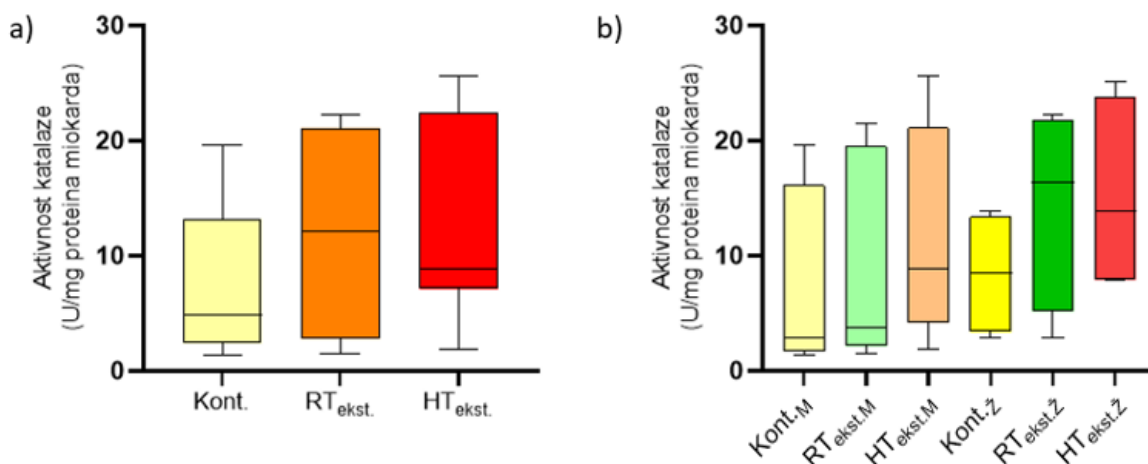 a)
Aktivnost katalaze
(U/mg proteina miokarda)
30
20
10
0
Kont.
RTekst.
HTekst.
b)
Aktivnost katalaze
(U/mg proteina miokarda)
30
20
10
0
Kont.M
RTekst.M
HTekst.M
Kont.Ž
RTekst.Ž
HTekst.Ž